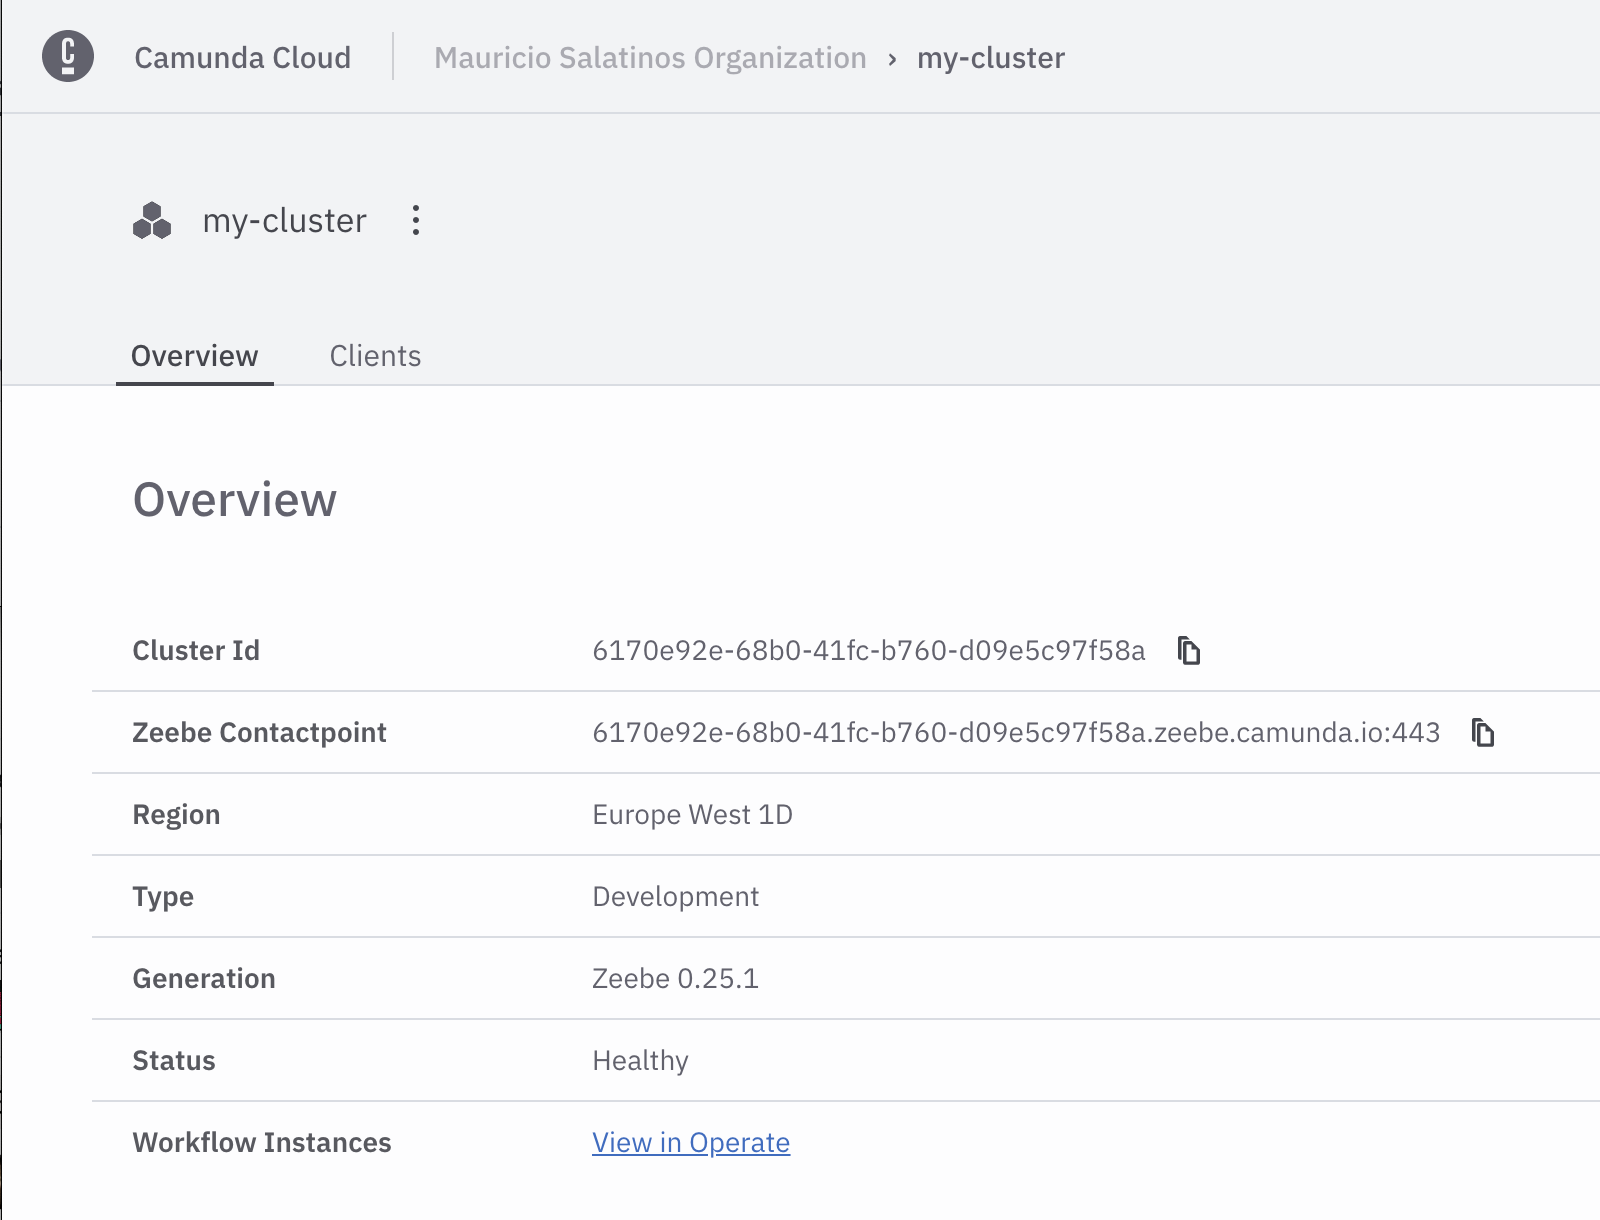 Camunda Cloud Mauricio Salatinos Organization › my-cluster
my-cluster
Overview Clients
Overview
Cluster Id 6170e92e-68b0-41fc-b760-d09e5c97f58a
Zeebe Contactpoint 6170e92e-68b0-41fc-b760-d09e5c97f58a.zeebe.camunda.io:443
Region Europe West 1D
Type Development
Generation Zeebe 0.25.1
Status Healthy
Workflow Instances View in Operate